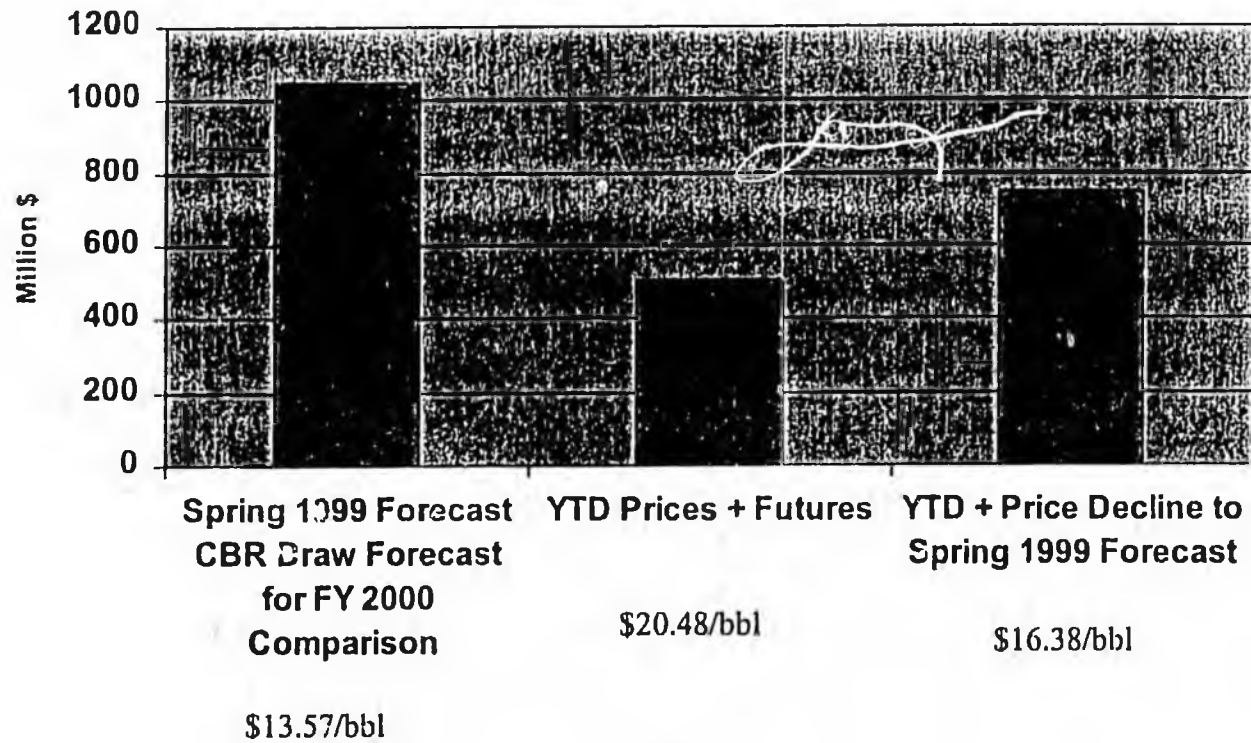 1200
1000
800
600
400
200
0
Million $
Spring 1999 Forecast
CBR Draw Forecast
for FY 2000
Comparison
$13.57/bbl
YTD Prices + Futures
$20.48/bbl
YTD + Price Decline to
Spring 1999 Forecast
$16.38/bbl